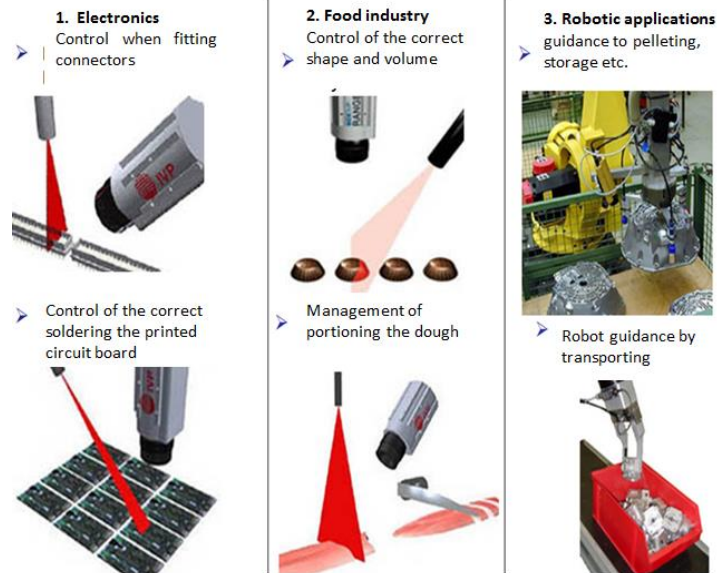 1. Electronics
Control when fitting
connectors
IVP
Control of the correct
soldering the printed
circuit board
IVP
2. Food industry
Control of the correct
shape and volume
RANGER
Management of
portioning the dough
3. Robotic applications
guidance to pelleting,
storage etc.
Robot guidance by
transporting